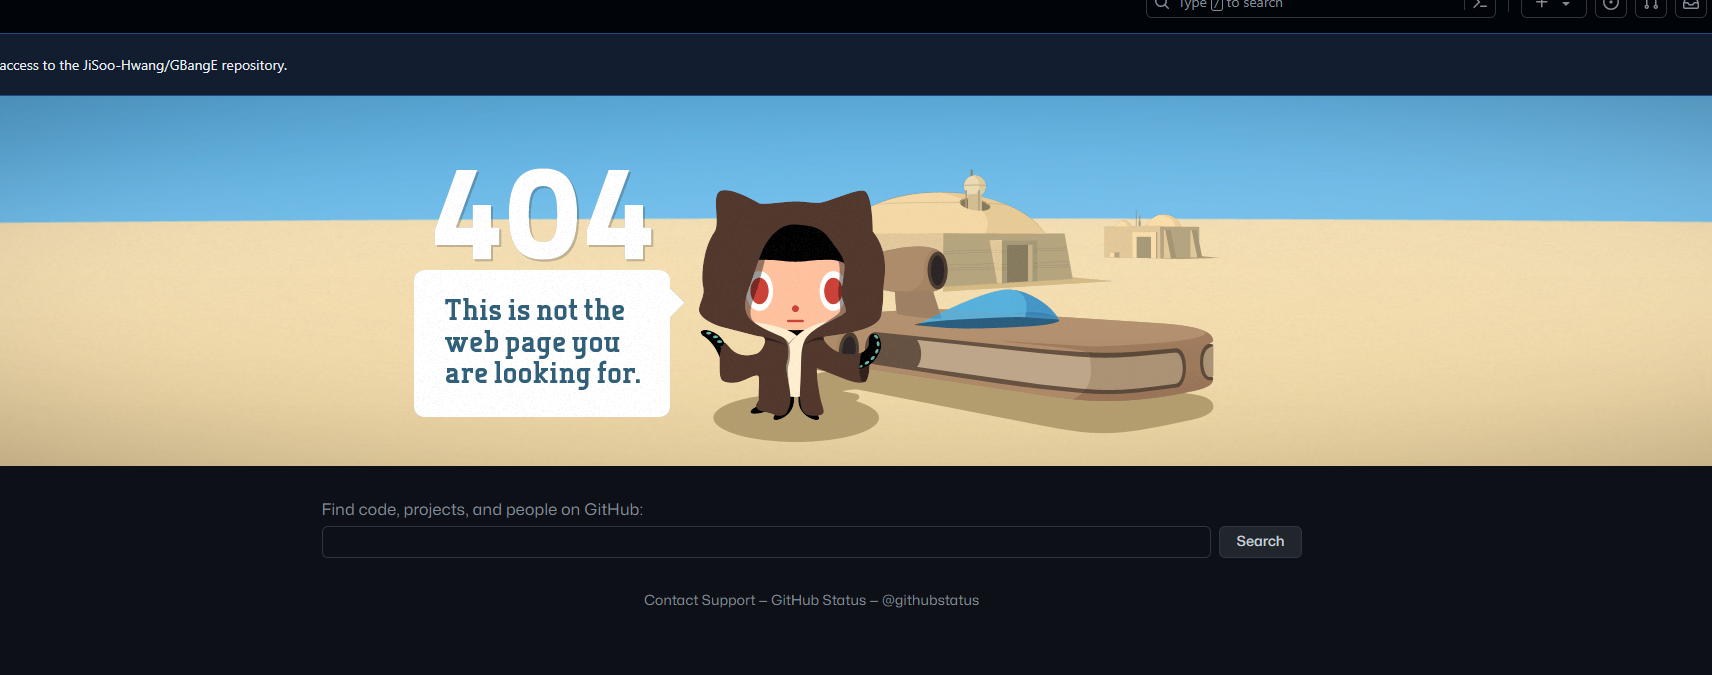 Type / to search
access to the JiSoo-Hwang/GBangE repository.
404
This is not the
web page you
are looking for.
Find code, projects, and people on GitHub:
Search
Contact Support — GitHub Status — @githubstatus